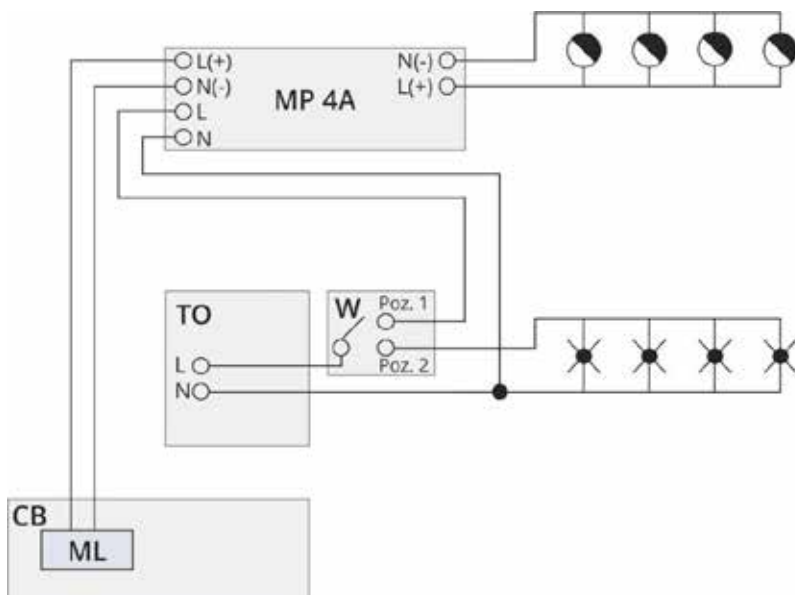 L(+)
N(-)
L
N
MP 4A
N(-)
L(+)
TO
L
N
W
Poz. 1
Poz. 2
CB
ML